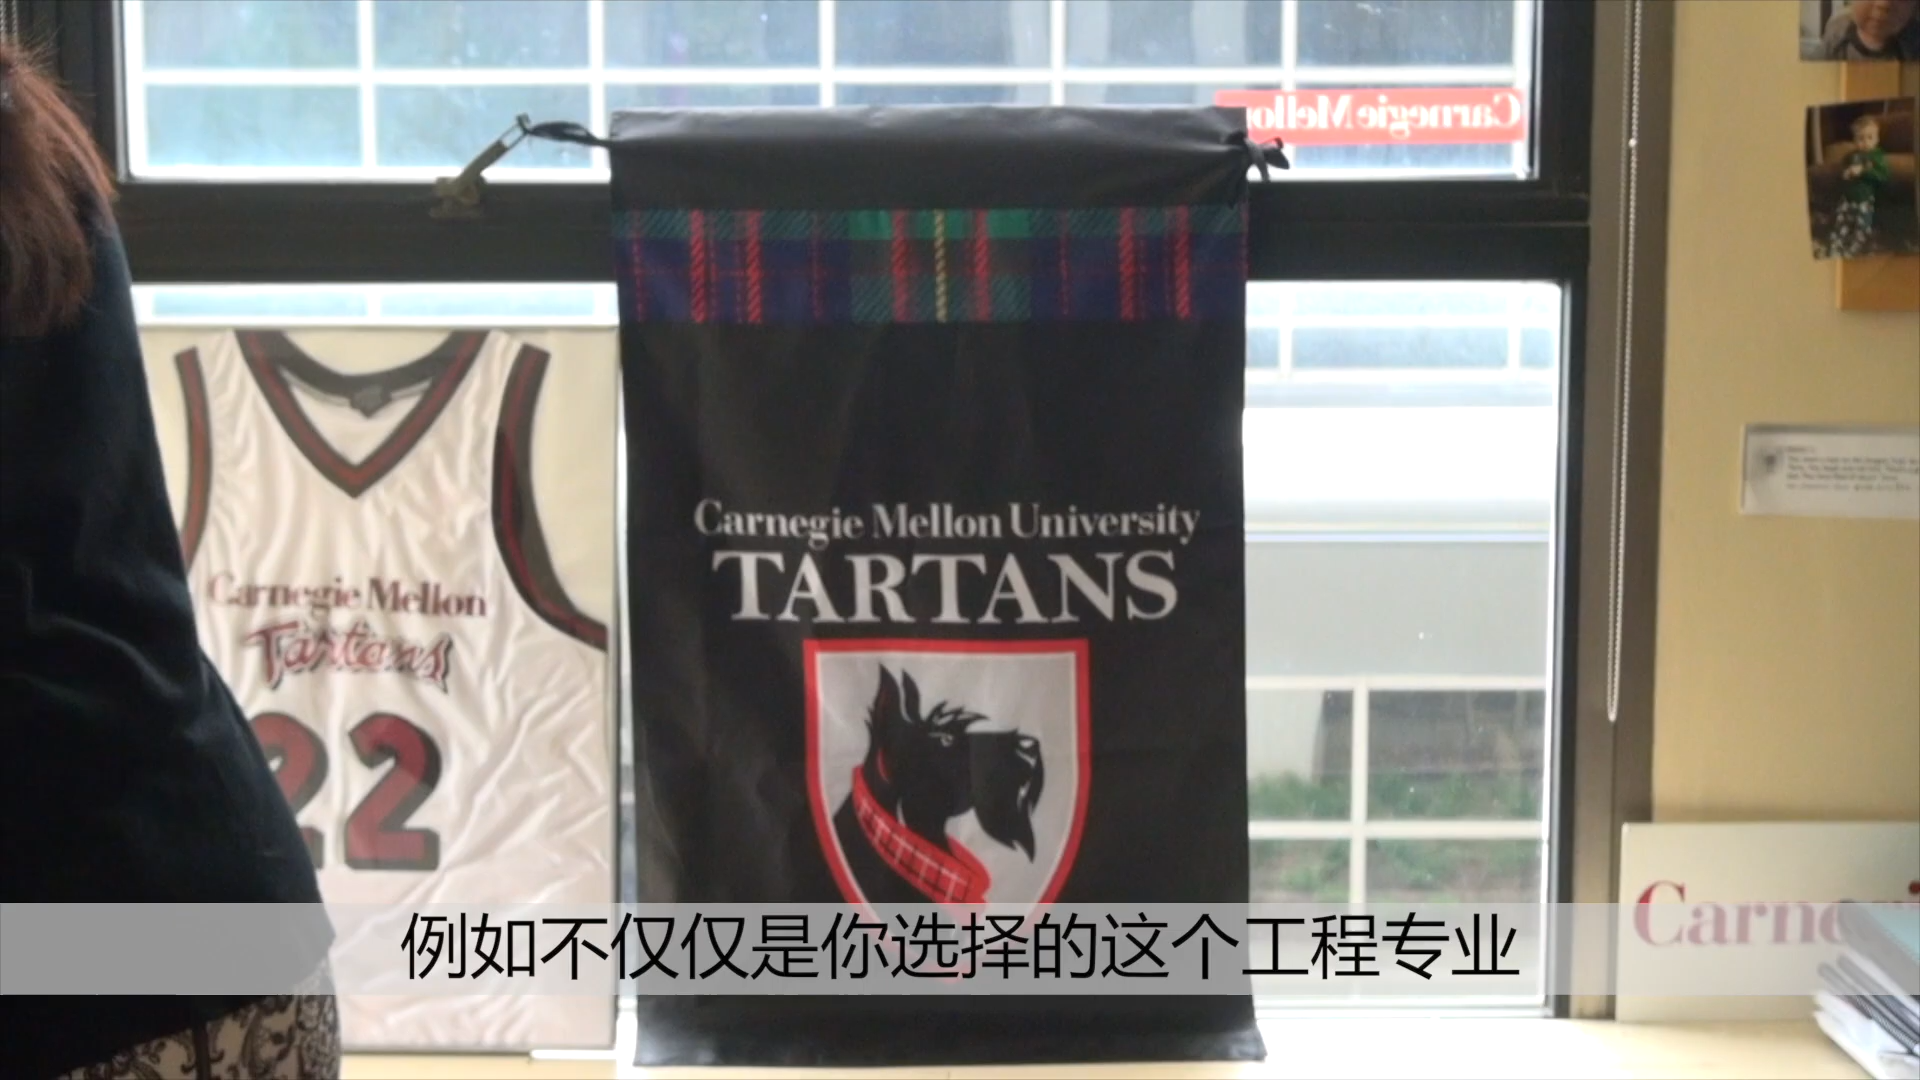 Carnegie Mellon
Carnegie Mellon University
TARTANS
Carnegie Mellon
Tartans
22
Carne
例如不仅仅是你选择的这个工程专业